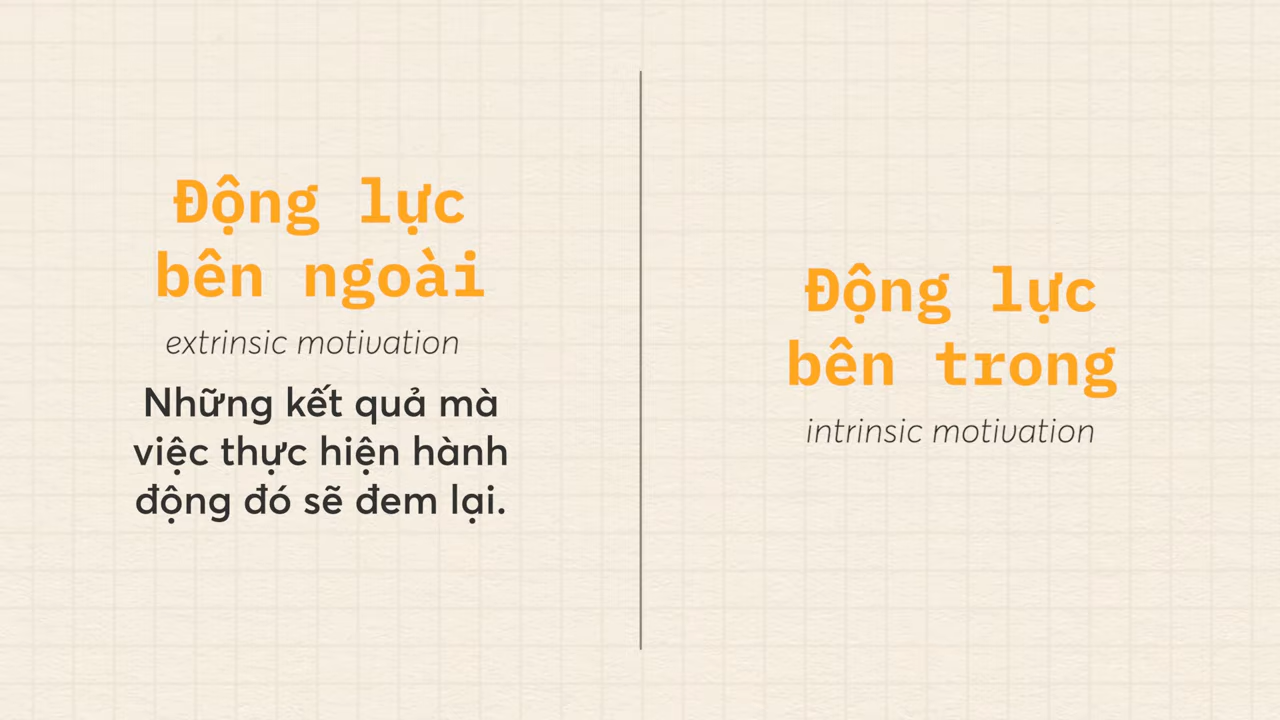 Động lực
bên ngoài
extrinsic motivation
Những kết quả mà
việc thực hiện hành
động đó sẽ đem lại.
Động lực
bên trong
intrinsic motivation